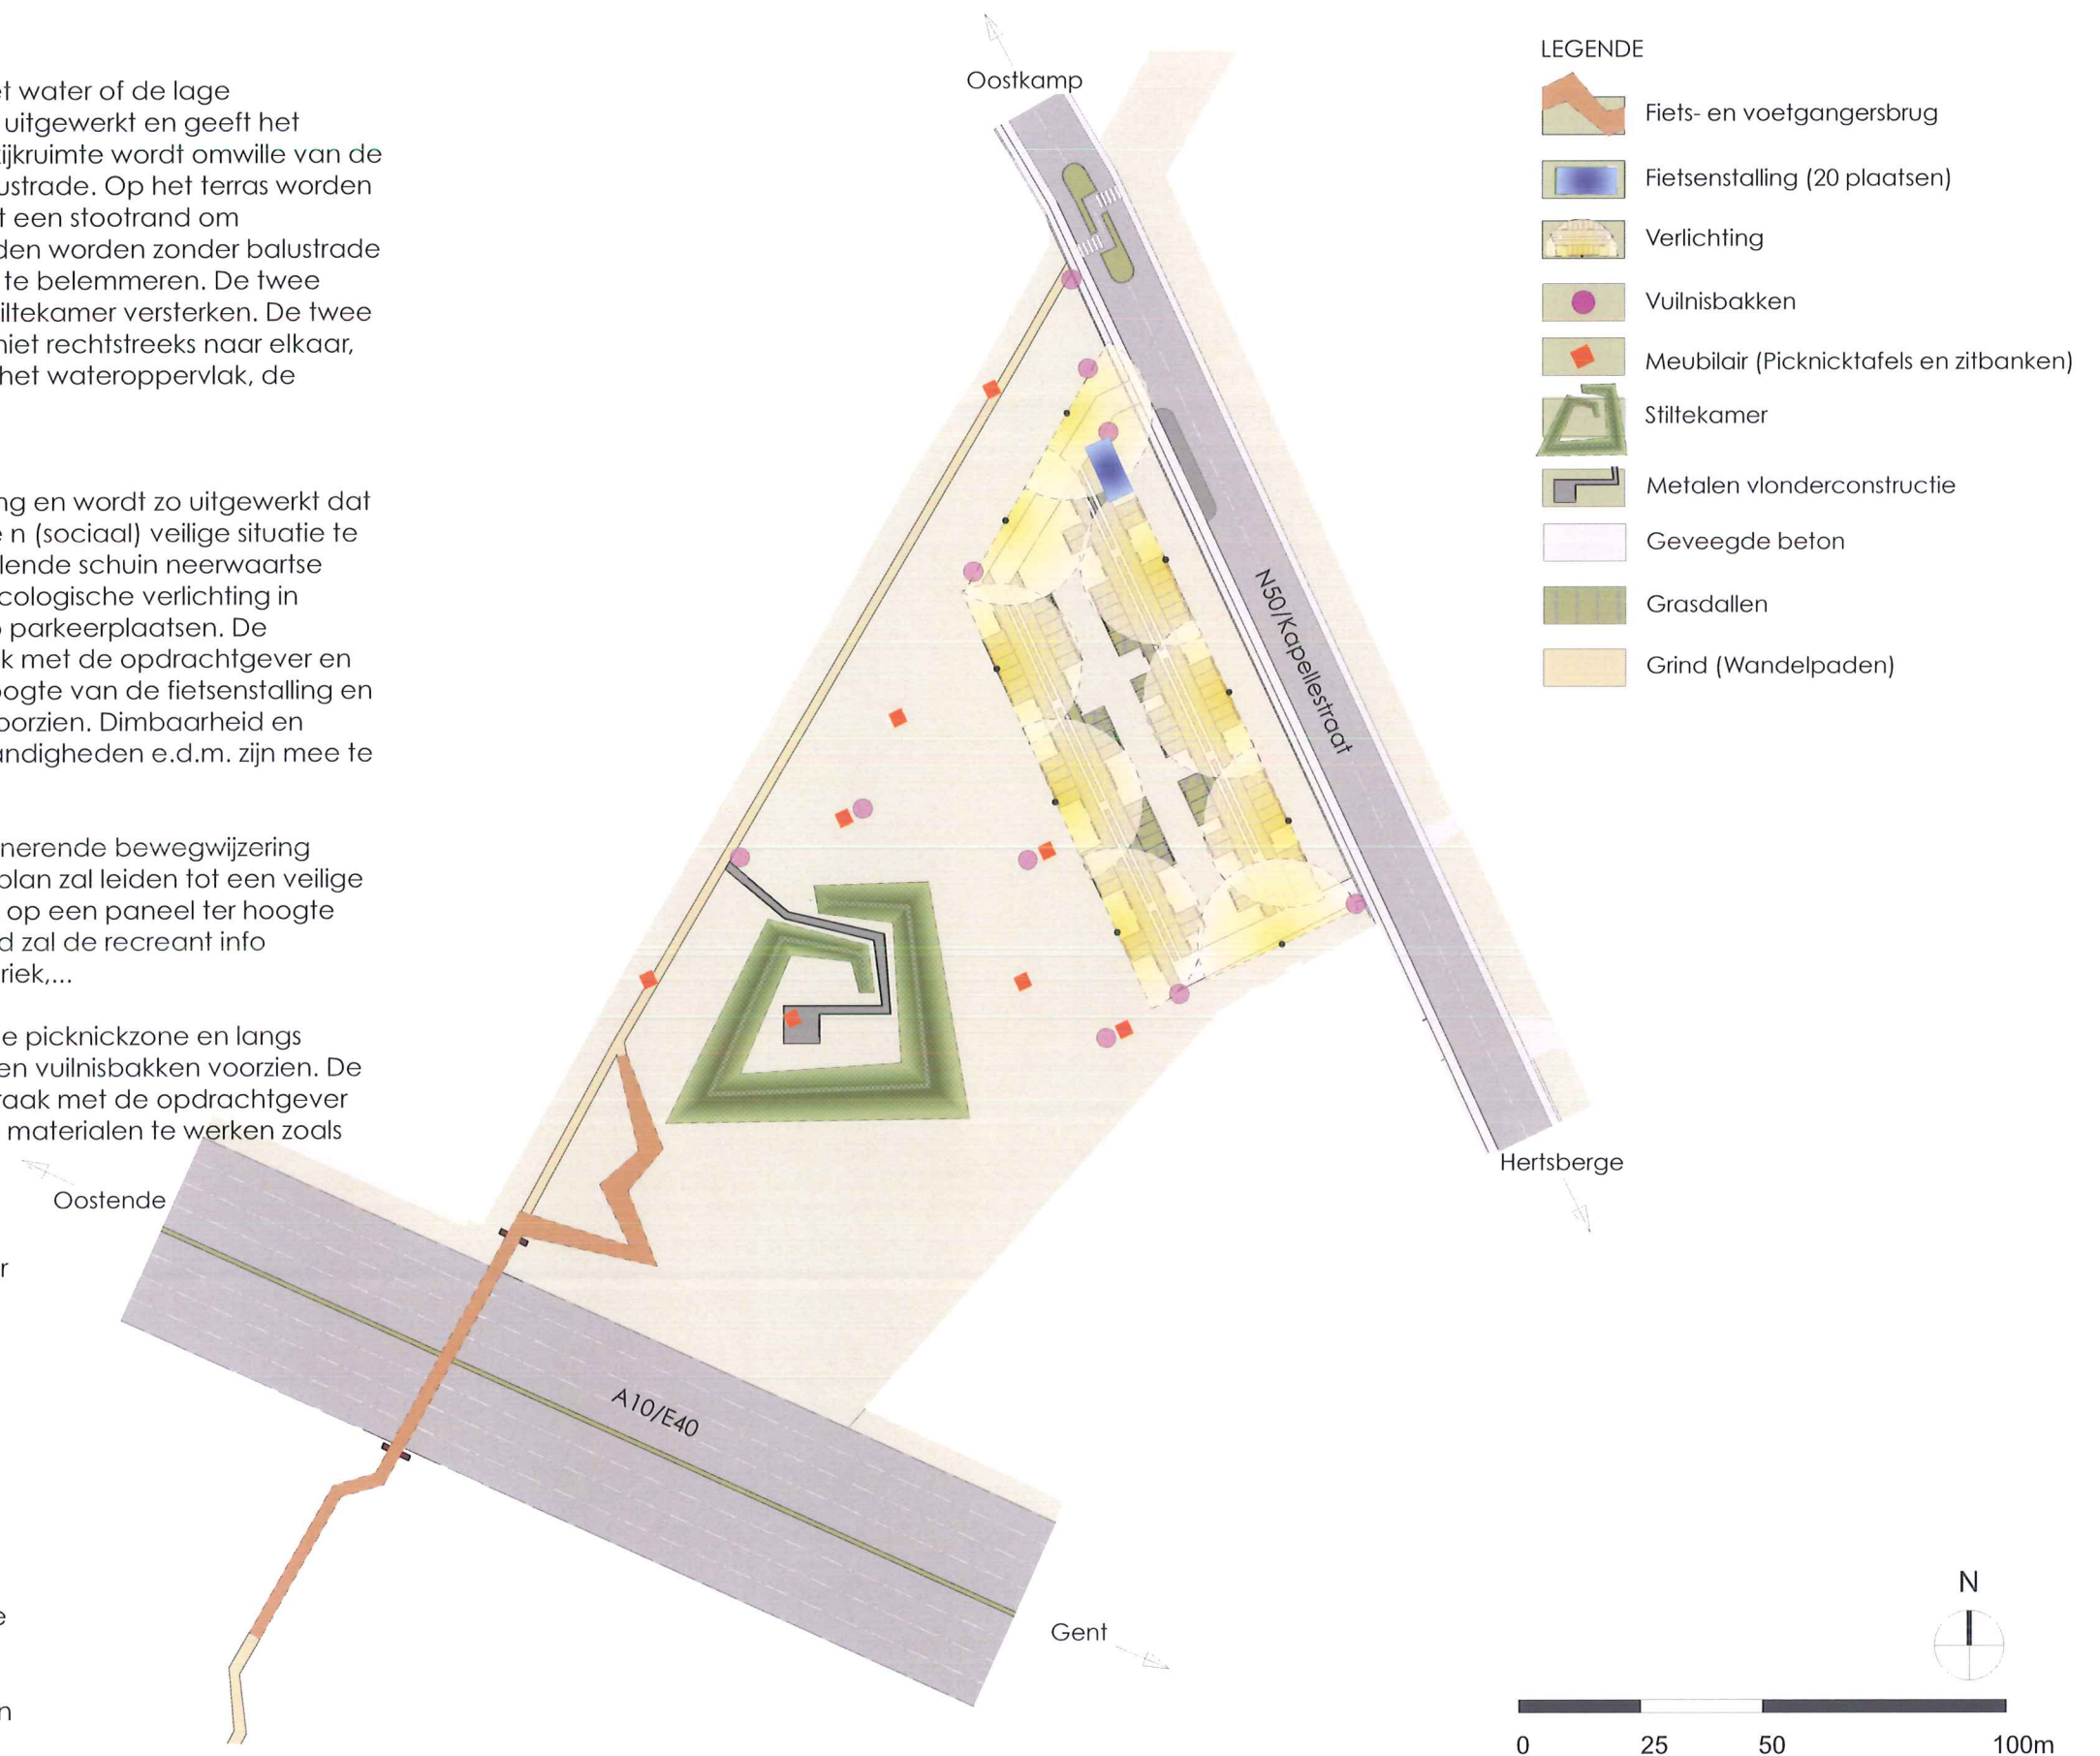 et water of de lage
uitgewerkt en geeft het
ijkruimte wordt omwille van de
ustrade. Op het terras worden
t een stootrand om
den worden zonder balustrade
te belemmeren. De twee
iltekamer versterken. De twee
niet rechtstreeks naar elkaar,
het wateroppervlak, de
ng en wordt zo uitgewerkt dat
e n (sociaal) veilige situatie te
lende schuin neerwaartse
cologische verlichting in
o parkeerplaatsen. De
k met de opdrachtgever en
oogte van de fietsenstalling en
oorzien. Dimbaarheid en
andigheden e.d.m. zijn mee te
nerende bewegwijzering
plan zal leiden tot een veilige
op een paneel ter hoogte
d zal de recreant info
riek,...
e picknickzone en langs
en vuilnisbakken voorzien. De
raak met de opdrachtgever
materialen te werken zoals
r
e
n
Oostkamp
N50/Kapellestraat
Hertsberge
Oostende
A10/E40
Gent
LEGENDE
Fiets- en voetgangersbrug
Fietsenstalling (20 plaatsen)
Verlichting
Vuilnisbakken
Meubilair (Picknicktafels en zitbanken)
Stiltekamer
Metalen vlonderconstructie
Geveegde beton
Grasdallen
Grind (Wandelpaden)
N
0 25 50 100m